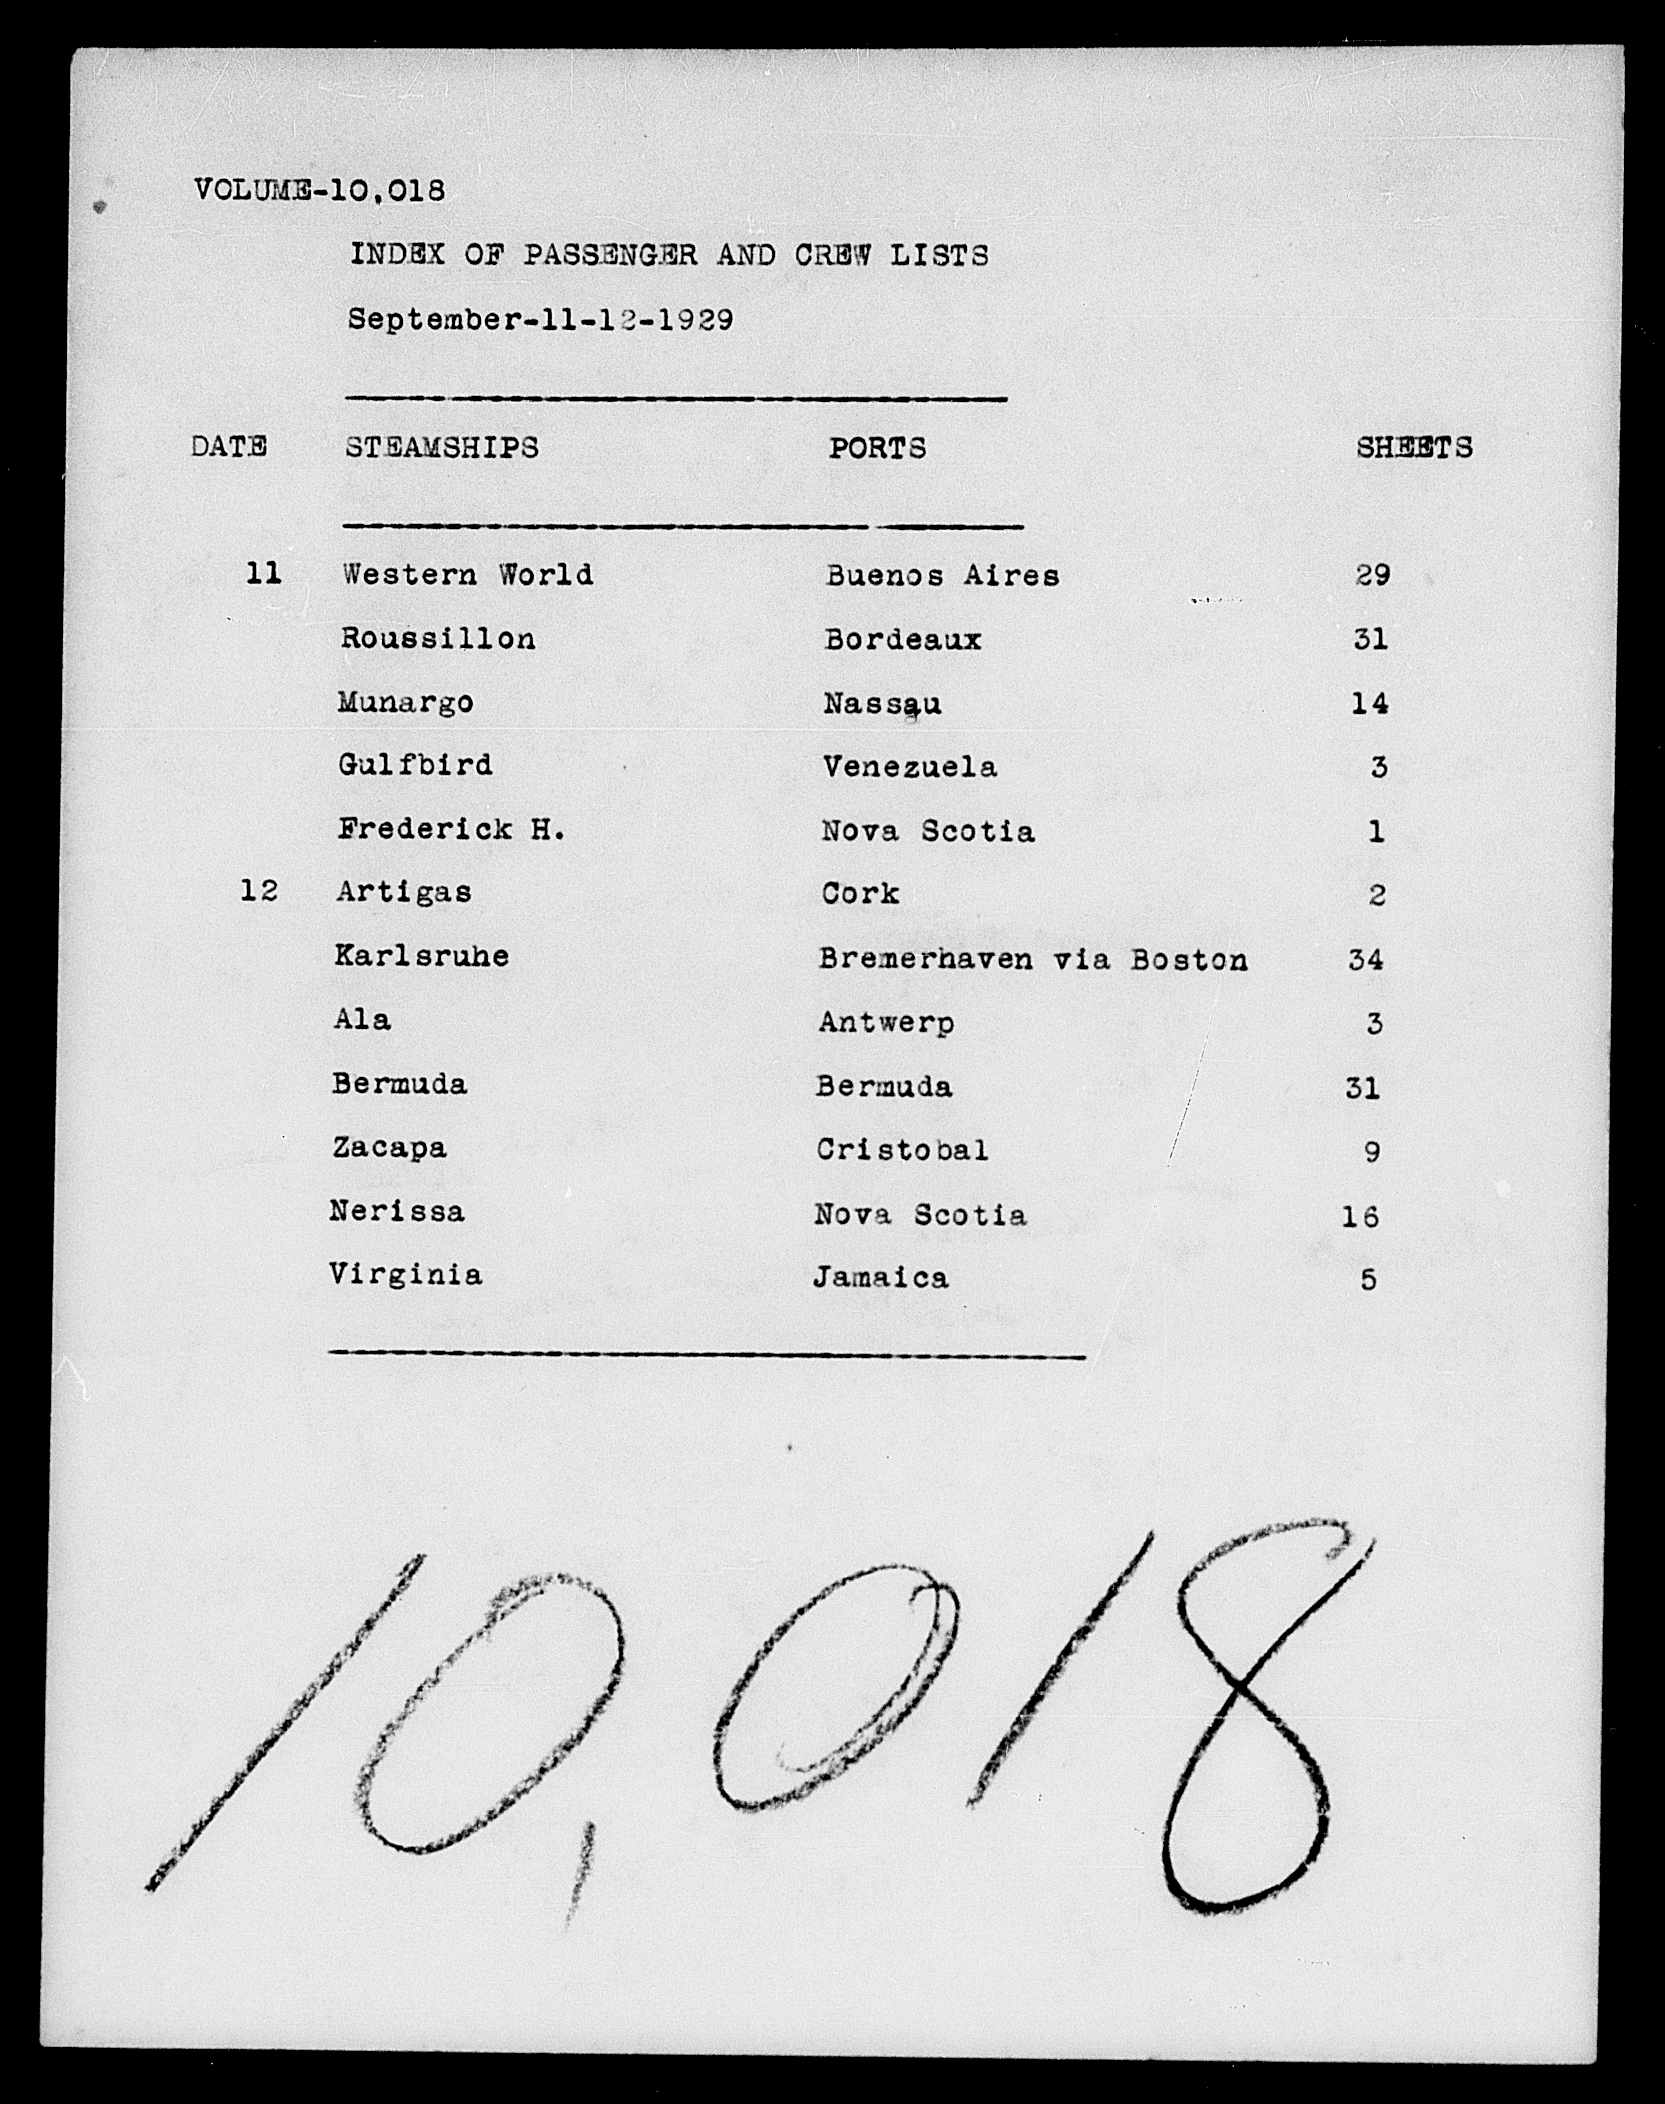 VOLUME-10,018
INDEX OF PASSENGER AND CREW LISTS
September-11-12-1929
DATE STEAMSHIPS PORTS SHEETS
11 Western World Buenos Aires 29
Roussillon Bordeaux 31
Munargo Nassau 14
Gulfbird Venezuela 3
Frederick H. Nova Scotia 1
12 Artigas Cork 2
Karlsruhe Bremerhaven via Boston 34
Ala Antwerp 3
Bermuda Bermuda 31
Zacapa Cristobal 9
Nerissa Nova Scotia 16
Virginia Jamaica 5
10,018